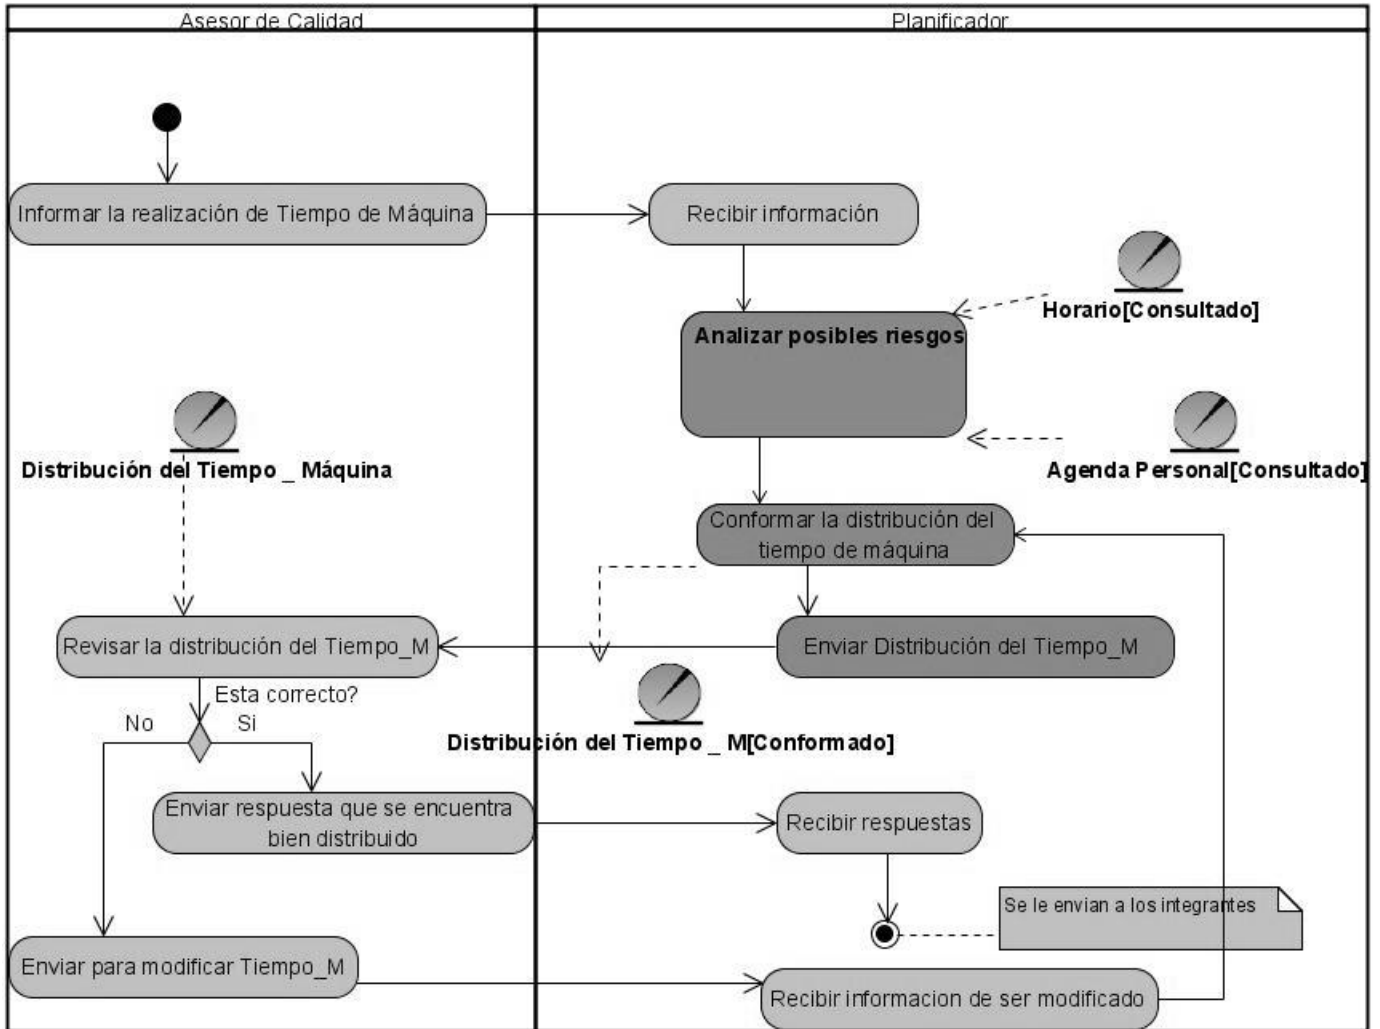 Asesor de Calidad
Planificador
Informar la realización de Tiempo de Máquina
Recibir información
Horario[Consultado]
Analizar posibles riesgos
Distribución del Tiempo _ Máquina
Agenda Personal[Consultado]
Conformar la distribución del
tiempo de máquina
Revisar la distribución del Tiempo_M
Enviar Distribución del Tiempo_M
Esta correcto?
No
Si
Distribución del Tiempo _ M[Conformado]
Enviar respuesta que se encuentra
bien distribuido
Recibir respuestas
Se le envian a los integrantes
Enviar para modificar Tiempo_M
Recibir informacion de ser modificado